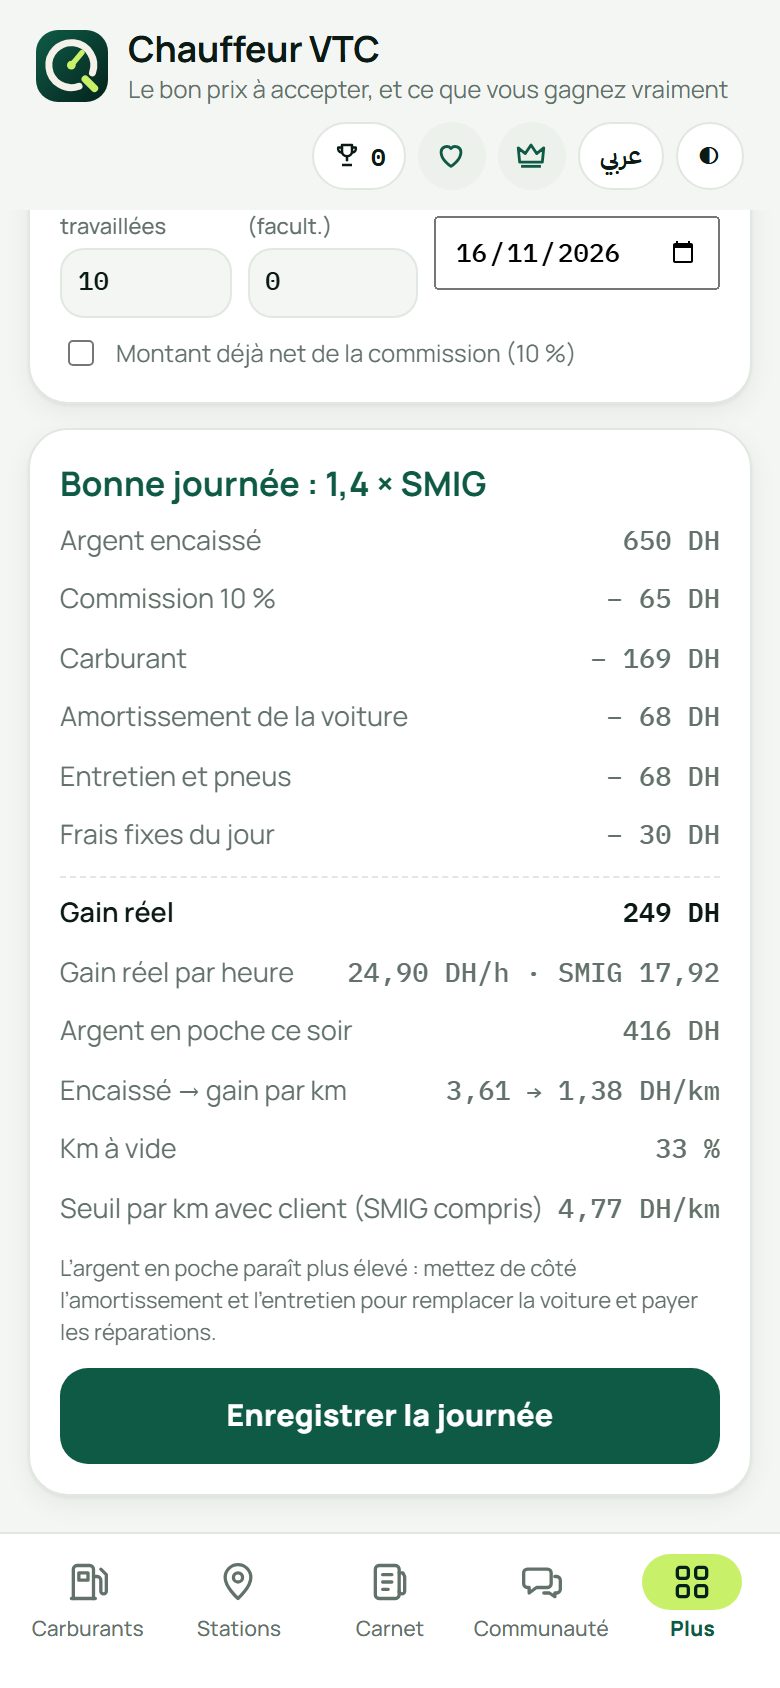 Chauffeur VTC
Le bon prix à accepter, et ce que vous gagnez vraiment
0 عربي
travaillées (facult.)
16/11/2026
10 0
Montant déjà net de la commission (10 %)
Bonne journée : 1,4 × SMIG
Argent encaissé 650 DH
Commission 10 % – 65 DH
Carburant – 169 DH
Amortissement de la voiture – 68 DH
Entretien et pneus – 68 DH
Frais fixes du jour – 30 DH
Gain réel 249 DH
Gain réel par heure 24,90 DH/h · SMIG 17,92
Argent en poche ce soir 416 DH
Encaissé → gain par km 3,61 → 1,38 DH/km
Km à vide 33 %
Seuil par km avec client (SMIG compris) 4,77 DH/km
L’argent en poche paraît plus élevé : mettez de côté
l’amortissement et l’entretien pour remplacer la voiture et payer
les réparations.
Enregistrer la journée
Carburants Stations Carnet Communauté Plus